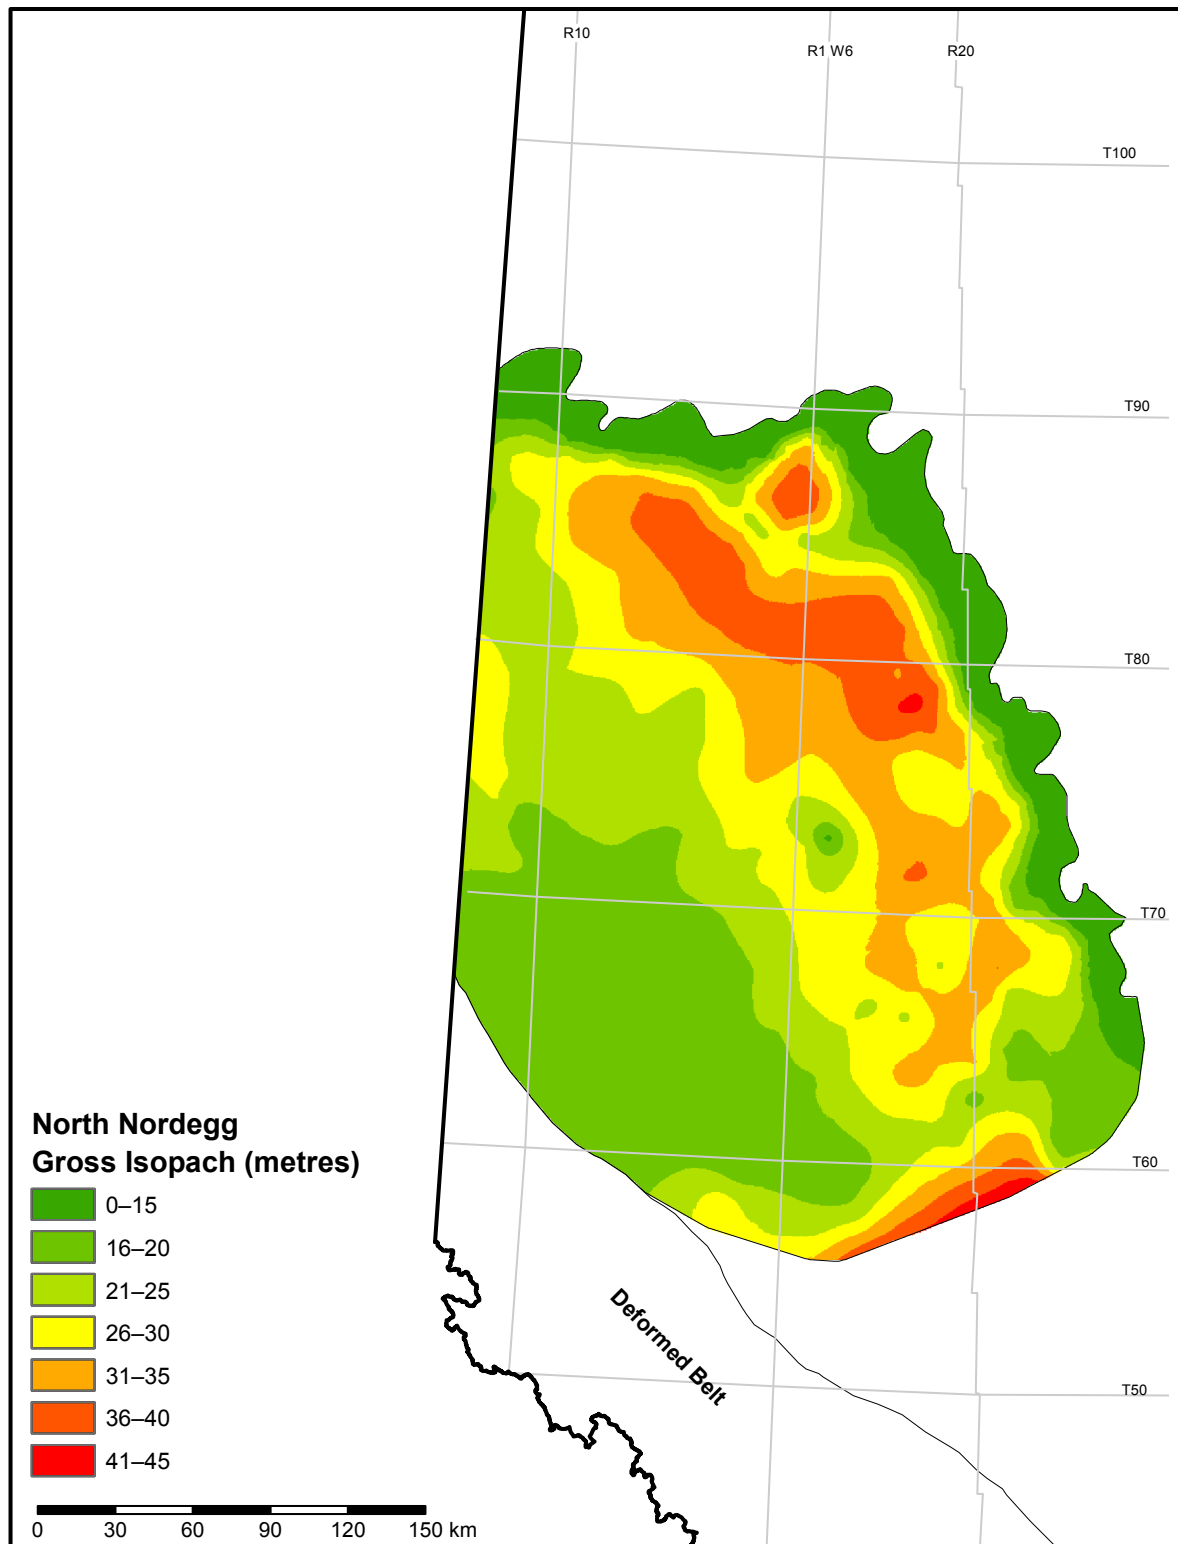 R10
R1 W6
R20
T100
T90
T80
T70
T60
T50
Deformed Belt
North Nordegg
Gross Isopach (metres)
0–15
16–20
21–25
26–30
31–35
36–40
41–45
0 30 60 90 120 150 km